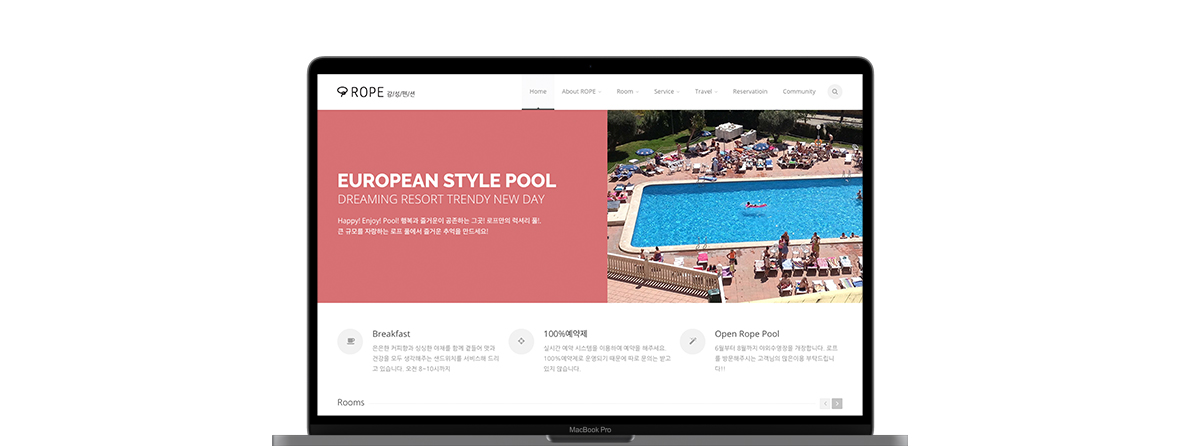 ROPE 감/성/펜/션
Home About ROPE Room Service Travel Reservatioin Community
EUROPEAN STYLE POOL
DREAMING RESORT TRENDY NEW DAY
Happy! Enjoy! Pool! 행복과 즐거운이 공존하는 그곳! 로프만의 럭셔리 풀!.
큰 규모를 자랑하는 로프 풀에서 즐거운 추억을 만드세요!
Breakfast
은은한 커피향과 싱싱한 야채를 함께 곁들어 맛과
건강을 모두 생각해주는 샌드위치를 서비스해 드리
고 있습니다. 오전 8~10시까지
100%예약제
실시간 예약 시스템을 이용하여 예약을 해주세요.
100%예약제로 운영되기 때문에 따로 문의는 받고
있지 않습니다.
Open Rope Pool
6월부터 8월까지 야외수영장을 개장합니다. 로프
를 방문해주시는 고객님의 많은이용 부탁드립니
다!!
Rooms
MacBook Pro